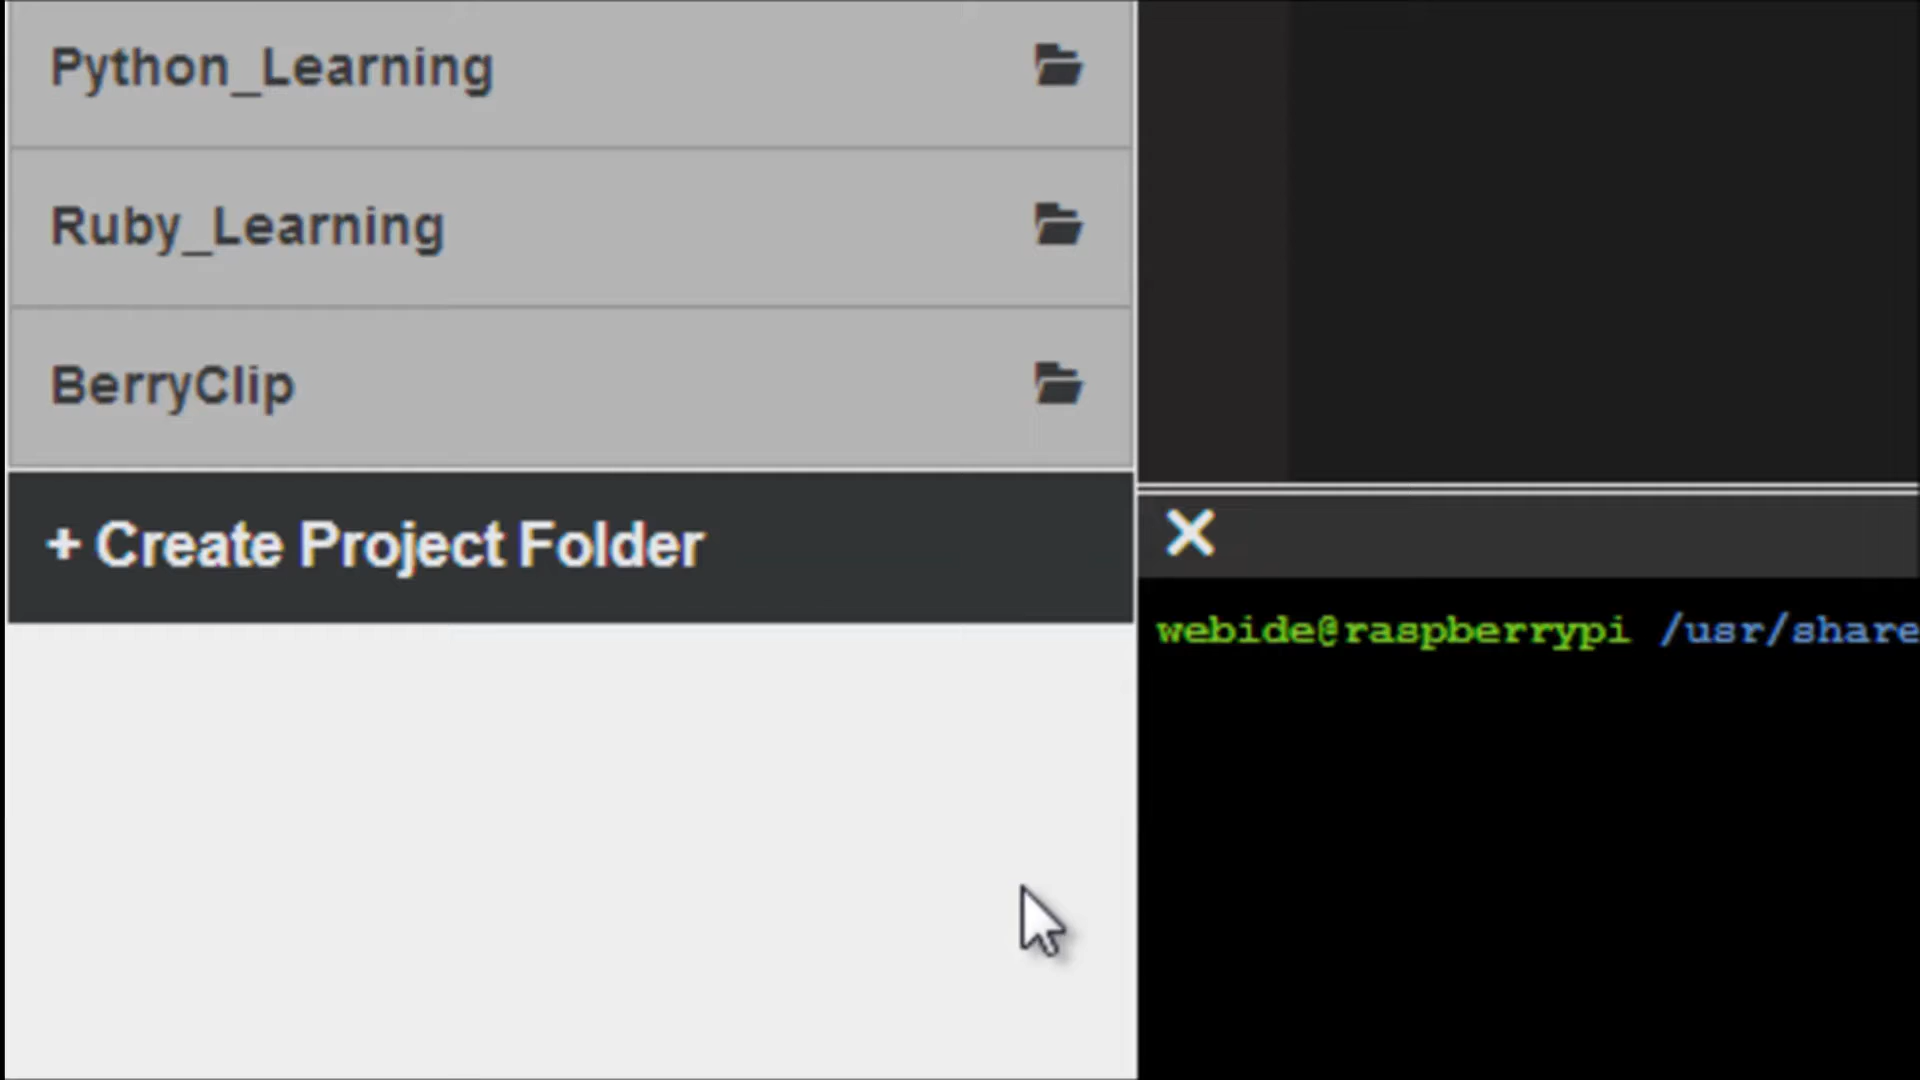 Python_Learning
Ruby_Learning
BerryClip
+ Create Project Folder
webide@raspberrypi /usr/share